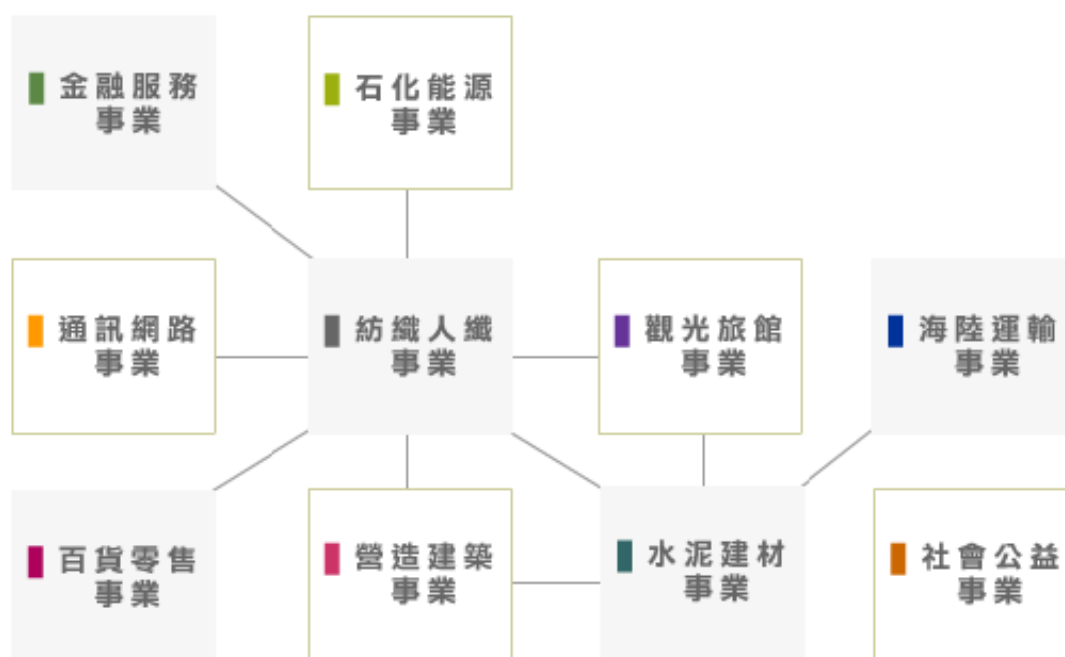 金融服務
事業
石化能源
事業
通訊網路
事業
紡織人纖
事業
觀光旅館
事業
海陸運輸
事業
百貨零售
事業
營造建築
事業
水泥建材
事業
社會公益
事業